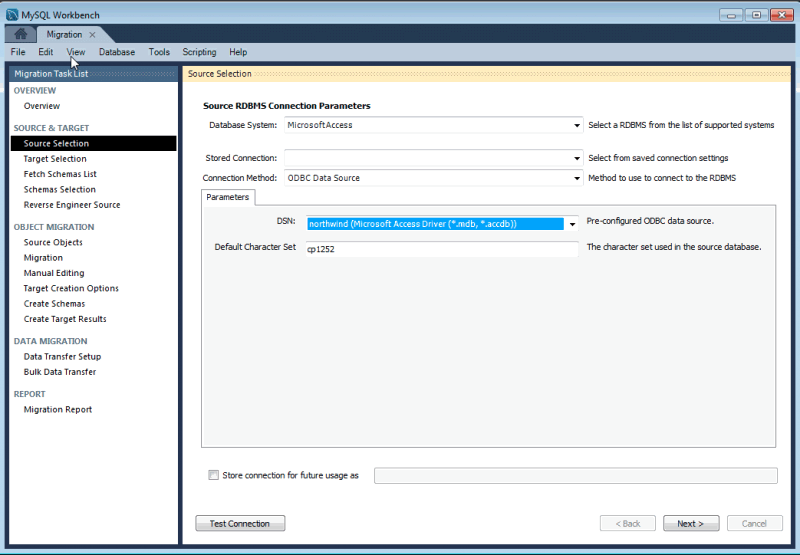 MySQL Workbench
Migration
File Edit View Database Tools Scripting Help
Migration Task List
OVERVIEW
Overview
SOURCE & TARGET
Source Selection
Target Selection
Fetch Schemas List
Schemas Selection
Reverse Engineer Source
OBJECT MIGRATION
Source Objects
Migration
Manual Editing
Target Creation Options
Create Schemas
Create Target Results
DATA MIGRATION
Data Transfer Setup
Bulk Data Transfer
REPORT
Migration Report
Source Selection
Source RDBMS Connection Parameters
Database System: Microsoft Access Select a RDBMS from the list of supported systems
Stored Connection: Select from saved connection settings
Connection Method: ODBC Data Source Method to use to connect to the RDBMS
Parameters
DSN: northwind (Microsoft Access Driver (*.mdb, *.accdb)) Pre-configured ODBC data source.
Default Character Set cp1252 The character set used in the source database.
Store connection for future usage as
Test Connection < Back Next > Cancel